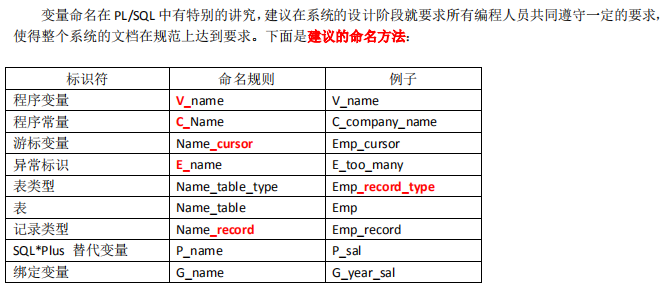 变量命名在 PL/SQL 中有特别的讲究，建议在系统的设计阶段就要求所有编程人员共同遵守一定的要求，
使得整个系统的文档在规范上达到要求。下面是建议的命名方法：
标识符 命名规则 例子
程序变量 V_name V_name
程序常量 C_Name C_company_name
游标变量 Name_cursor Emp_cursor
异常标识 E_name E_too_many
表类型 Name_table_type Emp_record_type
表 Name_table Emp
记录类型 Name_record Emp_record
SQL*Plus 替代变量 P_name P_sal
绑定变量 G_name G_year_sal